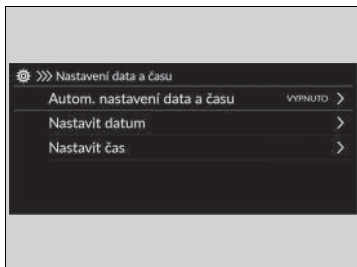 >>> Nastavení data a času
Autom. nastavení data a času VYPNUTO >
Nastavit datum >
Nastavit čas >